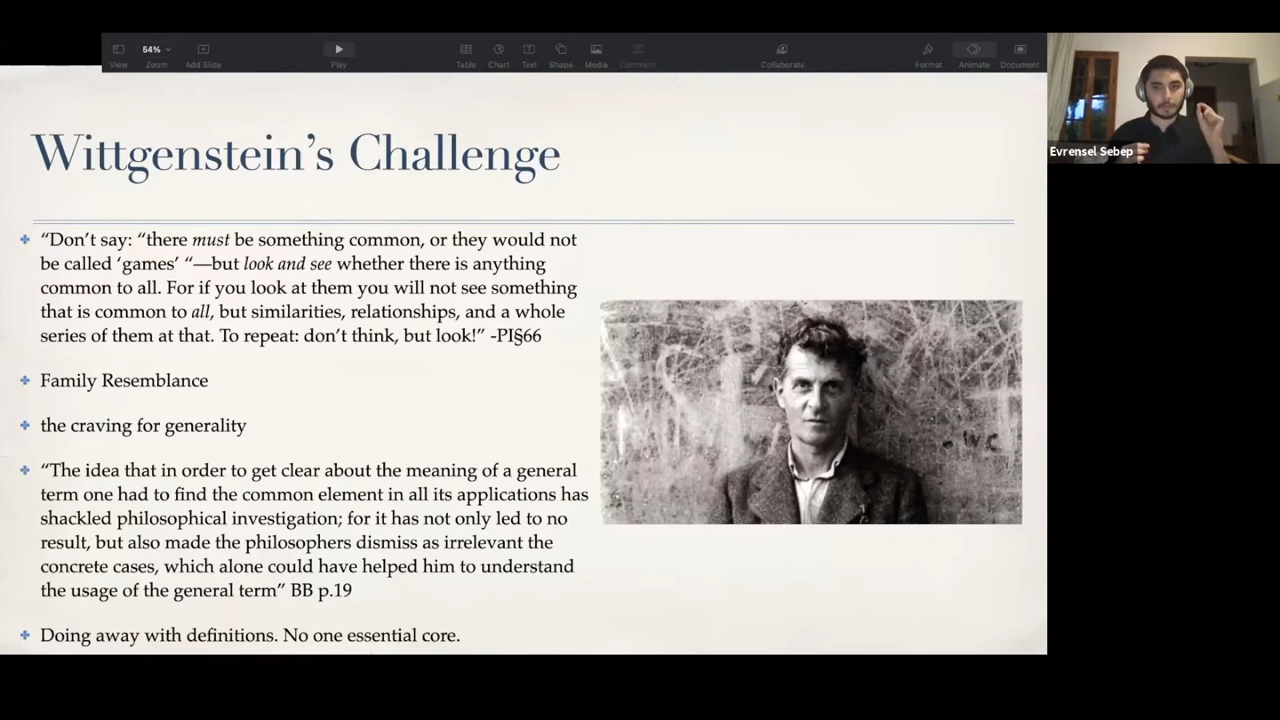 54%
View
Zoom
Add Slide
Play
Table
Chart
Text
Shape
Media
Comment
Collaborate
Format
Animate
Document
Evrensel Sebep
Wittgenstein’s Challenge
“Don’t say: “there must be something common, or they would not
be called ‘games’ “—but look and see whether there is anything
common to all. For if you look at them you will not see something
that is common to all, but similarities, relationships, and a whole
series of them at that. To repeat: don’t think, but look!” -PI§66
Family Resemblance
the craving for generality
“The idea that in order to get clear about the meaning of a general
term one had to find the common element in all its applications has
shackled philosophical investigation; for it has not only led to no
result, but also made the philosophers dismiss as irrelevant the
concrete cases, which alone could have helped him to understand
the usage of the general term” BB p.19
Doing away with definitions. No one essential core.